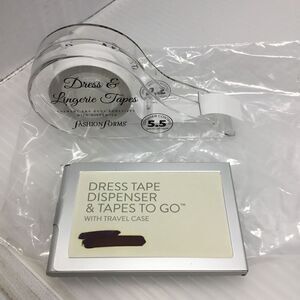 Dress &
Lingerie Tapes
FASHION FORMS
5.5
DRESS TAPE
DISPENSER
& TAPES TO GO™
WITH TRAVEL CASE